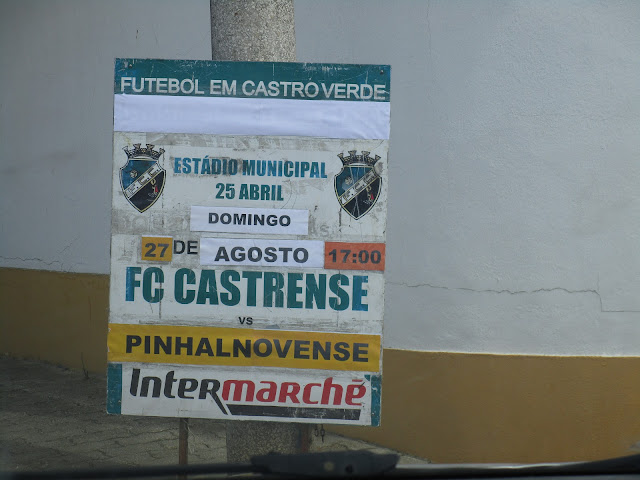 FUTEBOL EM CASTRO VERDE
ESTÁDIO MUNICIPAL
25 ABRIL
DOMINGO
27 DE AGOSTO 17:00
FC CASTRENSE
VS
PINHALNOVENSE
INTERMARCHÉ